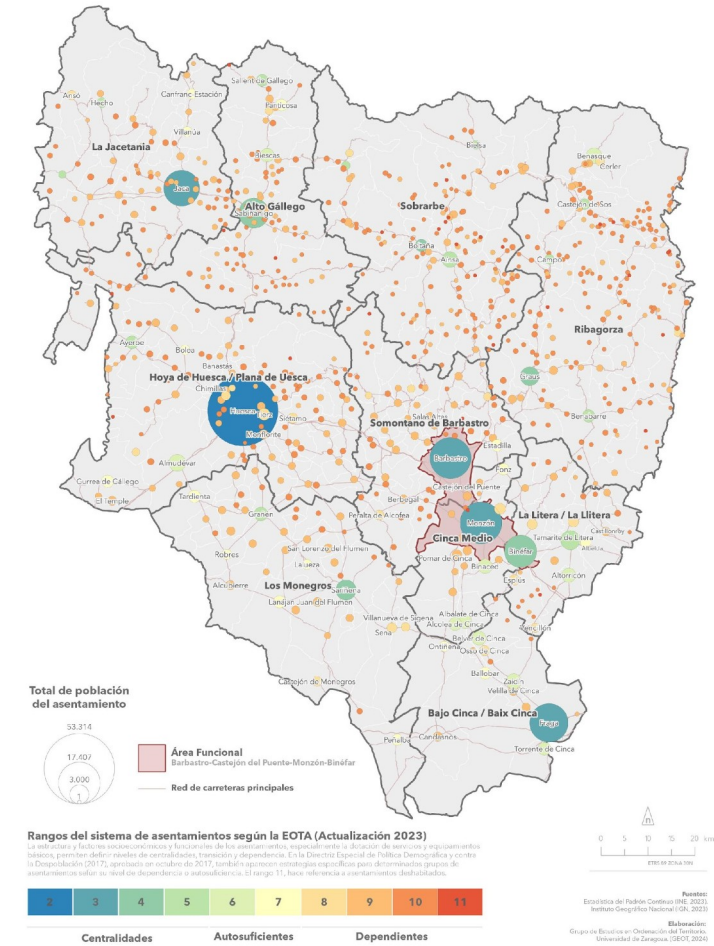 Sallent de Gállego
Canfranc-Estación
Ansó
Hecho
Panticosa
Villanúa
La Jacetania
Biescas
Bielsa
Benasque
Cerler
Jaca
Alto Gállego
Sabiñánigo
Sobrarbe
Castejón de Sos
Boltaña
Aínsa
Campo
Ribagorza
Ayerbe
Bolea
Banastás
Hoya de Huesca / Plana de Uesca
Chimillas
Graus
Huesca
Siétamo
Salas Altas
Benabarre
Somontano de Barbastro
Monflorite
Estadilla
Almudévar
Barbastro
Fonz
Gurrea de Gállego
Castejón del Puente
El Temple
Tardienta
Berbegal
Grañén
Peralta de Alcofea
Monzón
La Litera / La Llitera
Tamarite de Litera
Cinca Medio
Binéfar
Robres
San Lorenzo del Flumen
Pomar de Cinca
Lalueza
Binaced
Esplús
Altorricón
Alcubierre
Los Monegros
Sariñena
Lanaja
Juan del Flumen
Villanueva de Sigena
Albalate de Cinca
Alcolea de Cinca
Sena
Vencillón
Belver de Cinca
Ontiñena
Osso de Cinca
Castejón de Monegros
Ballobar
Zaidín
Velilla de Cinca
Bajo Cinca / Baix Cinca
Fraga
Peñalba
Candasnos
Torrente de Cinca
Total de población
del asentamiento
53.314
17.407
3.000
1
Área Funcional
Barbastro-Castejón del Puente-Monzón-Binéfar
Red de carreteras principales
n
0 5 10 15 20 km
Rangos del sistema de asentamientos según la EOTA (Actualización 2023)
La estructura y factores socioeconómicos y funcionales de los asentamientos, especialmente la dotación de servicios y equipamientos
básicos, permiten definir niveles de centralidades, transición y dependencia. En la Directriz Especial de Política Demográfica y contra
la Despoblación (2017), aprobada en octubre de 2017, también aparecen estrategias específicas para determinados grupos de
asentamientos según su nivel de dependencia o autosuficiencia. El rango 11, hace referencia a asentamientos deshabitados.
2 3 4 5 6 7 8 9 10 11
Centralidades Autosuficientes Dependientes
Fuentes:
Estadística del Padrón Continuo (INE, 2023).
Instituto Geográfico Nacional (IGN, 2023)
Elaboración:
Grupo de Estudios en Ordenación del Territorio.
Universidad de Zaragoza, (GEOT, 2024)